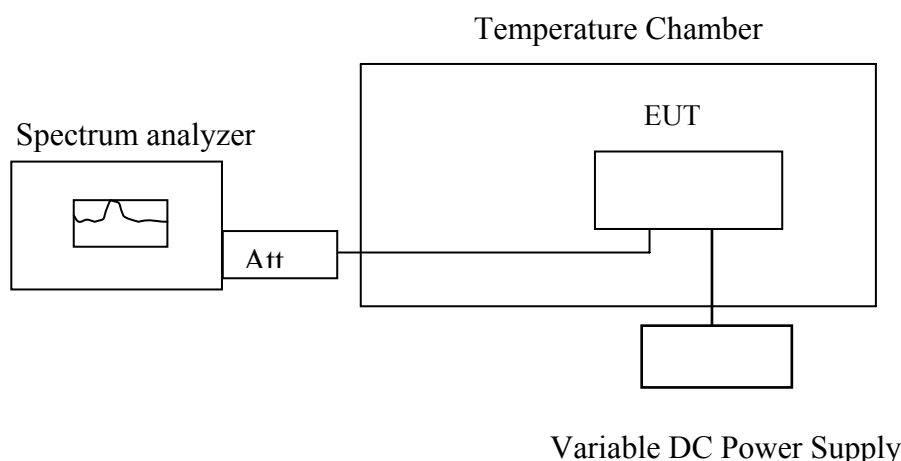 Temperature Chamber
EUT
Spectrum analyzer
Att
Variable DC Power Supply